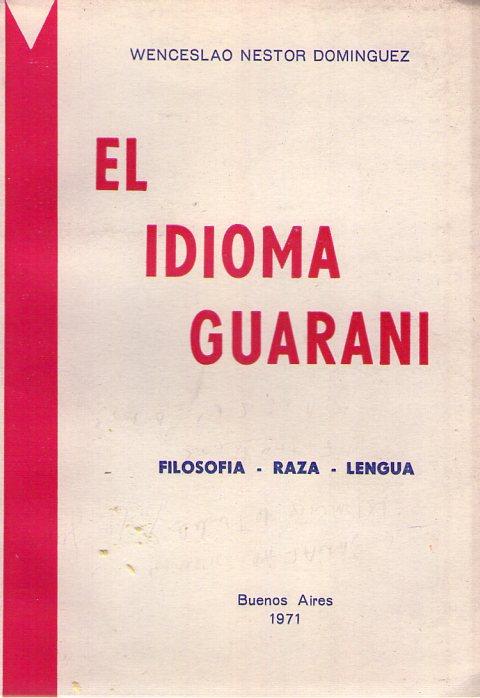 WENCESLAO NESTOR DOMINGUEZ
EL
IDIOMA
GUARANI
FILOSOFIA - RAZA - LENGUA
Buenos Aires
1971